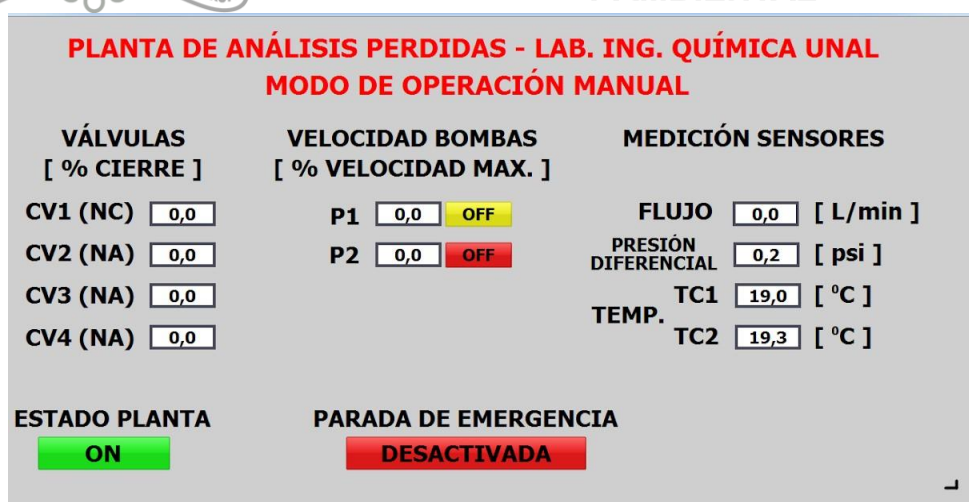 PLANTA DE ANÁLISIS PERDIDAS - LAB. ING. QUÍMICA UNAL
MODO DE OPERACIÓN MANUAL
VÁLVULAS
[ % CIERRE ]
CV1 (NC) 0,0
CV2 (NA) 0,0
CV3 (NA) 0,0
CV4 (NA) 0,0
VELOCIDAD BOMBAS
[ % VELOCIDAD MAX. ]
P1 0,0 OFF
P2 0,0 OFF
MEDICIÓN SENSORES
FLUJO 0,0 [ L/min ]
PRESIÓN
DIFERENCIAL 0,2 [ psi ]
TEMP.
TC1 19,0 [ °C ]
TC2 19,3 [ °C ]
ESTADO PLANTA
ON
PARADA DE EMERGENCIA
DESACTIVADA